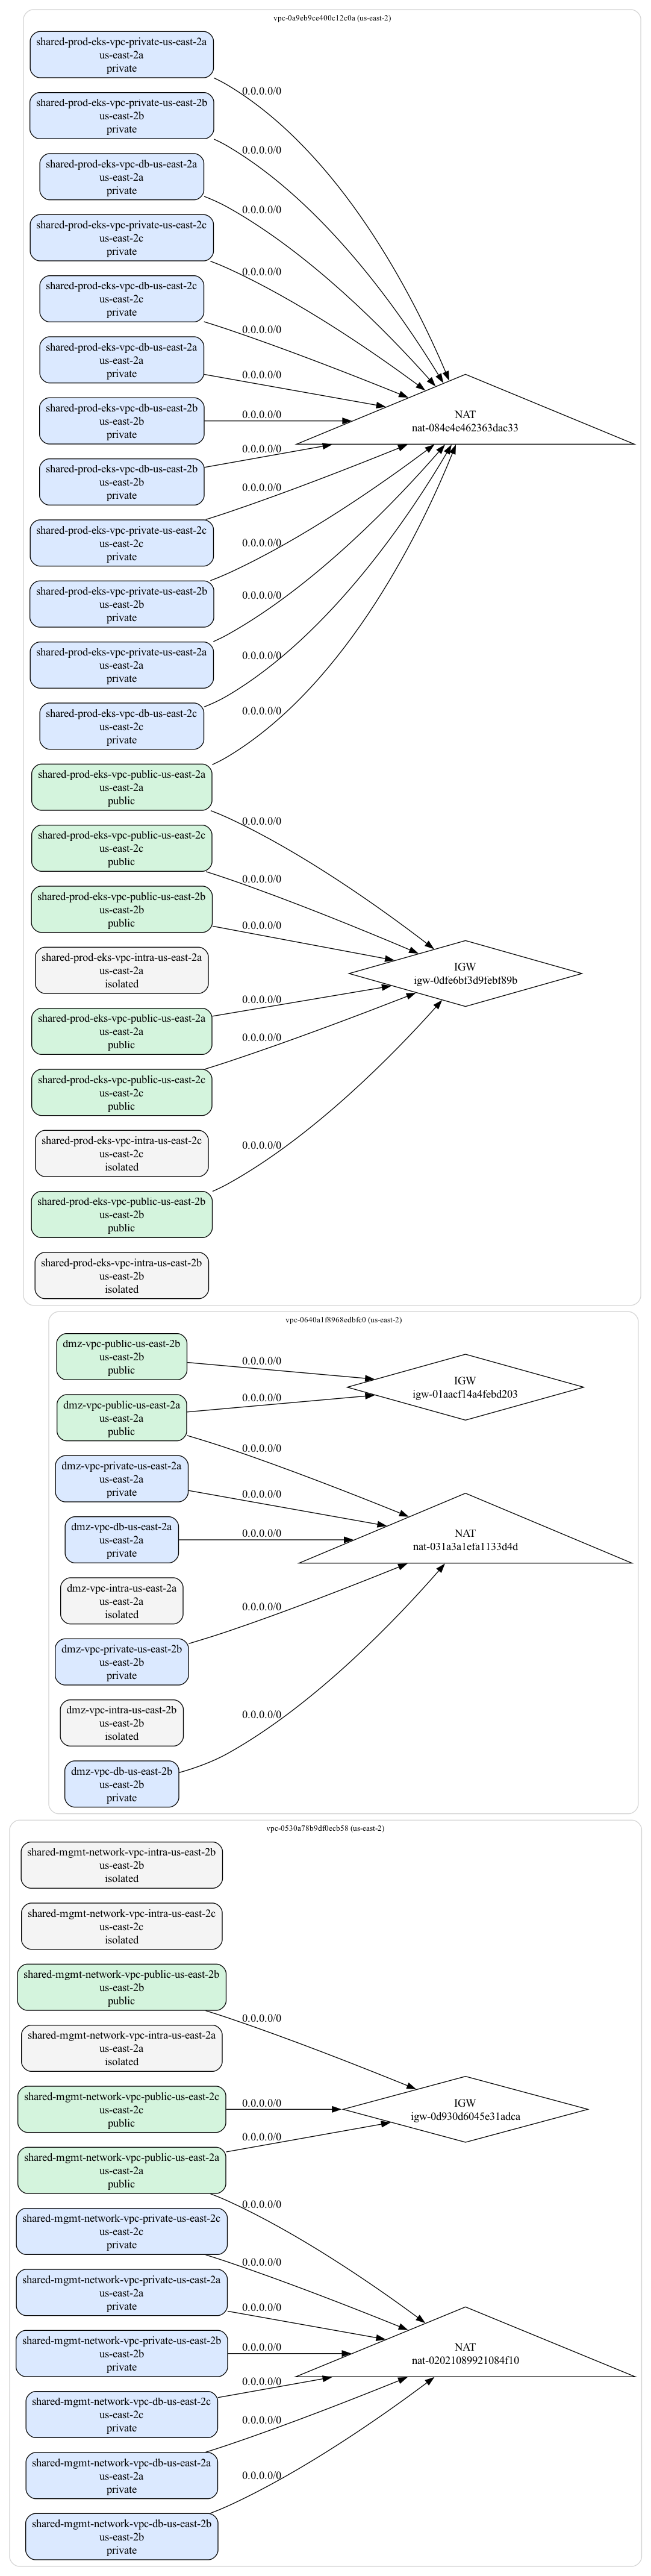 vpc-0a9eb9ce400c12c0a (us-east-2)
shared-prod-eks-vpc-private-us-east-2a
us-east-2a
private
0.0.0.0/0
shared-prod-eks-vpc-private-us-east-2b
us-east-2b
private
0.0.0.0/0
shared-prod-eks-vpc-db-us-east-2a
us-east-2a
private
0.0.0.0/0
shared-prod-eks-vpc-private-us-east-2c
us-east-2c
private
0.0.0.0/0
shared-prod-eks-vpc-db-us-east-2c
us-east-2c
private
0.0.0.0/0
shared-prod-eks-vpc-db-us-east-2a
us-east-2a
private
0.0.0.0/0
shared-prod-eks-vpc-db-us-east-2b
us-east-2b
private
0.0.0.0/0
NAT
nat-084e4e462363dac33
shared-prod-eks-vpc-db-us-east-2b
us-east-2b
private
0.0.0.0/0
0.0.0.0/0
shared-prod-eks-vpc-private-us-east-2c
us-east-2c
private
0.0.0.0/0
shared-prod-eks-vpc-private-us-east-2b
us-east-2b
private
0.0.0.0/0
shared-prod-eks-vpc-private-us-east-2a
us-east-2a
private
0.0.0.0/0
shared-prod-eks-vpc-db-us-east-2c
us-east-2c
private
0.0.0.0/0
shared-prod-eks-vpc-public-us-east-2a
us-east-2a
public
0.0.0.0/0
shared-prod-eks-vpc-public-us-east-2c
us-east-2c
public
0.0.0.0/0
shared-prod-eks-vpc-public-us-east-2b
us-east-2b
public
0.0.0.0/0
shared-prod-eks-vpc-intra-us-east-2a
us-east-2a
isolated
IGW
igw-0dfe6bf3d9febf89b
shared-prod-eks-vpc-public-us-east-2a
us-east-2a
public
0.0.0.0/0
0.0.0.0/0
shared-prod-eks-vpc-public-us-east-2c
us-east-2c
public
shared-prod-eks-vpc-intra-us-east-2c
us-east-2c
isolated
0.0.0.0/0
shared-prod-eks-vpc-public-us-east-2b
us-east-2b
public
shared-prod-eks-vpc-intra-us-east-2b
us-east-2b
isolated
vpc-0640a1f8968edbfc0 (us-east-2)
dmz-vpc-public-us-east-2b
us-east-2b
public
0.0.0.0/0
IGW
igw-01aacf14a4febd203
dmz-vpc-public-us-east-2a
us-east-2a
public
0.0.0.0/0
0.0.0.0/0
dmz-vpc-private-us-east-2a
us-east-2a
private
0.0.0.0/0
dmz-vpc-db-us-east-2a
us-east-2a
private
0.0.0.0/0
NAT
nat-031a3a1efa1133d4d
dmz-vpc-intra-us-east-2a
us-east-2a
isolated
0.0.0.0/0
dmz-vpc-private-us-east-2b
us-east-2b
private
dmz-vpc-intra-us-east-2b
us-east-2b
isolated
0.0.0.0/0
dmz-vpc-db-us-east-2b
us-east-2b
private
vpc-0530a78b9df0ecb58 (us-east-2)
shared-mgmt-network-vpc-intra-us-east-2b
us-east-2b
isolated
shared-mgmt-network-vpc-intra-us-east-2c
us-east-2c
isolated
shared-mgmt-network-vpc-public-us-east-2b
us-east-2b
public
0.0.0.0/0
shared-mgmt-network-vpc-intra-us-east-2a
us-east-2a
isolated
shared-mgmt-network-vpc-public-us-east-2c
us-east-2c
public
0.0.0.0/0
IGW
igw-0d930d6045e31adca
0.0.0.0/0
shared-mgmt-network-vpc-public-us-east-2a
us-east-2a
public
0.0.0.0/0
shared-mgmt-network-vpc-private-us-east-2c
us-east-2c
private
0.0.0.0/0
shared-mgmt-network-vpc-private-us-east-2a
us-east-2a
private
0.0.0.0/0
shared-mgmt-network-vpc-private-us-east-2b
us-east-2b
private
0.0.0.0/0
NAT
nat-02021089921084f10
0.0.0.0/0
shared-mgmt-network-vpc-db-us-east-2c
us-east-2c
private
0.0.0.0/0
shared-mgmt-network-vpc-db-us-east-2a
us-east-2a
private
0.0.0.0/0
shared-mgmt-network-vpc-db-us-east-2b
us-east-2b
private